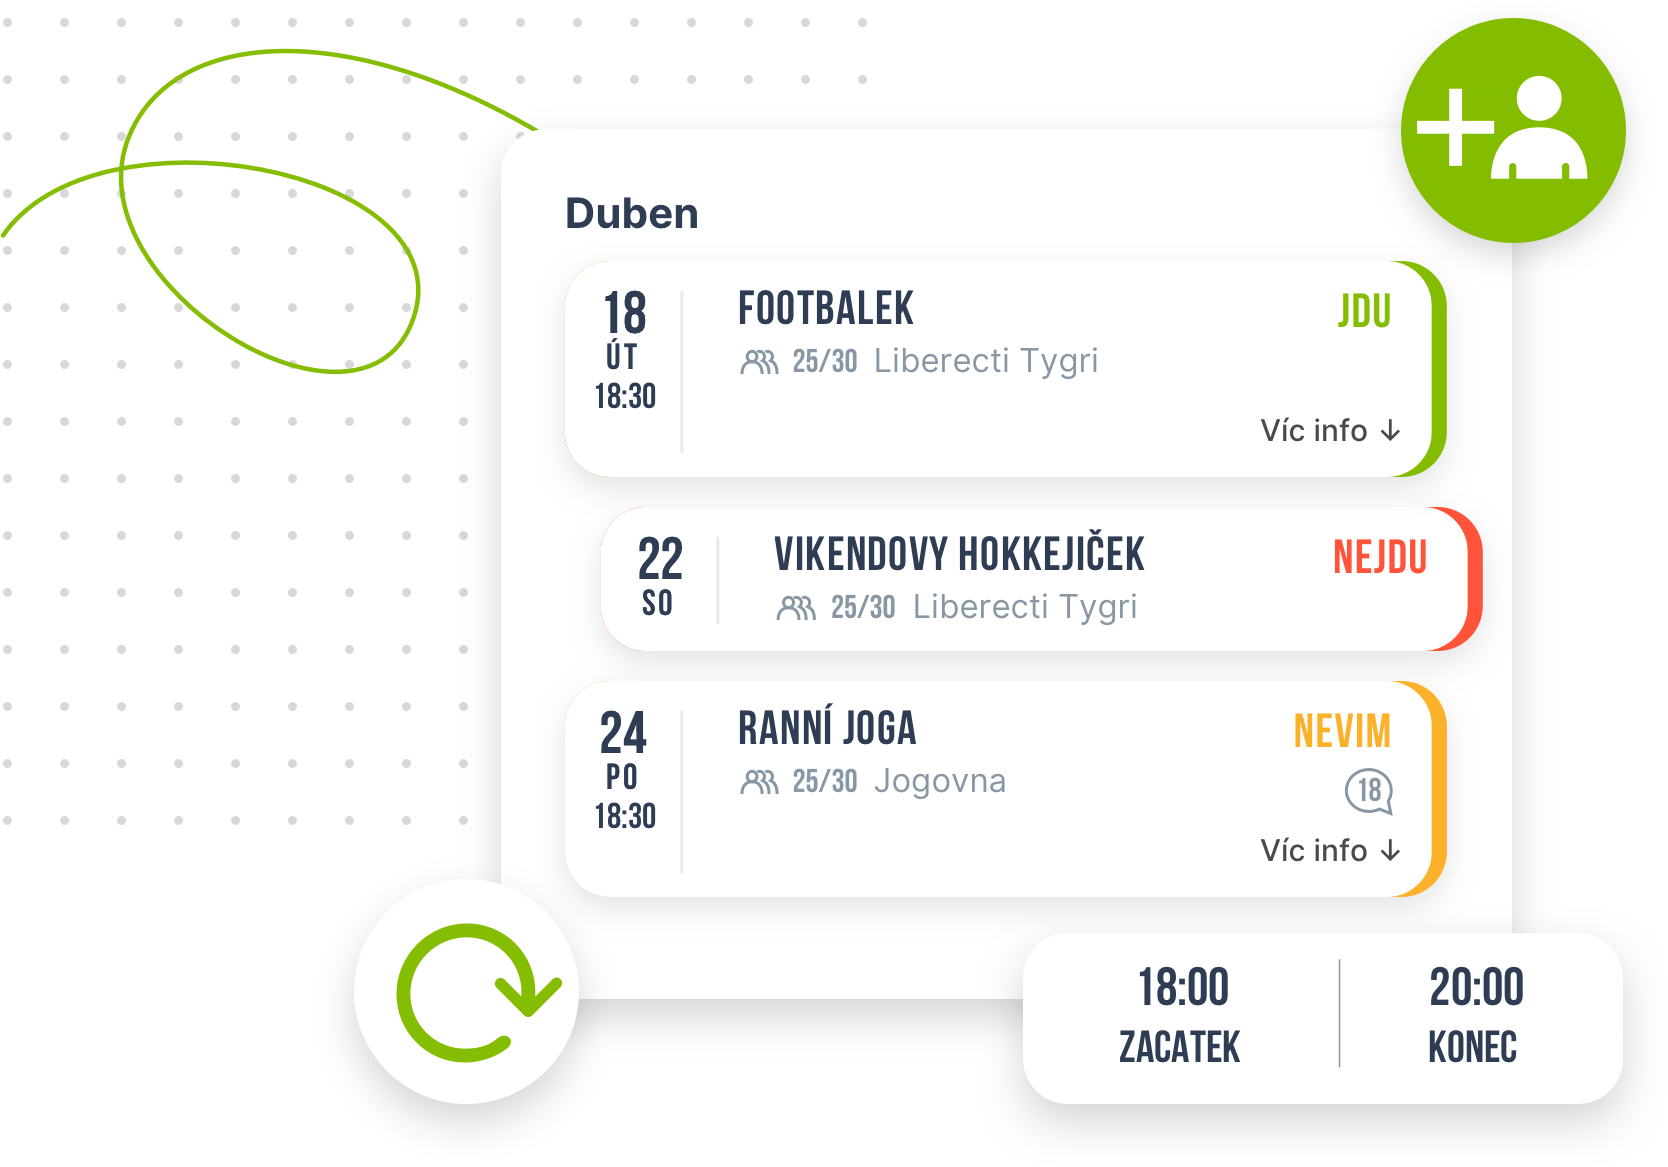 Duben
18
ÚT
18:30
FOOTBALEK
25/30 Liberecti Tygri
JDU
Víc info ↓
22
SO
VIKENDOVY HOKKEJIČEK
25/30 Liberecti Tygri
NEJDU
24
PO
18:30
RANNÍ JOGA
25/30 Jogovna
NEVIM
18
Víc info ↓
18:00
ZACATEK
20:00
KONEC